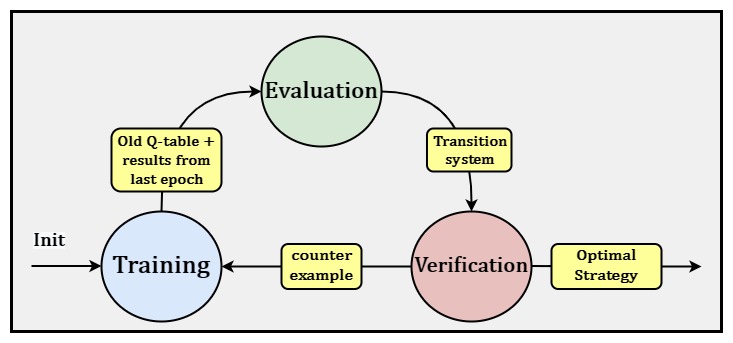 Evaluation
Old Q-table +
results from
last epoch
Transition
system
Init
Training
counter
example
Verification
Optimal
Strategy